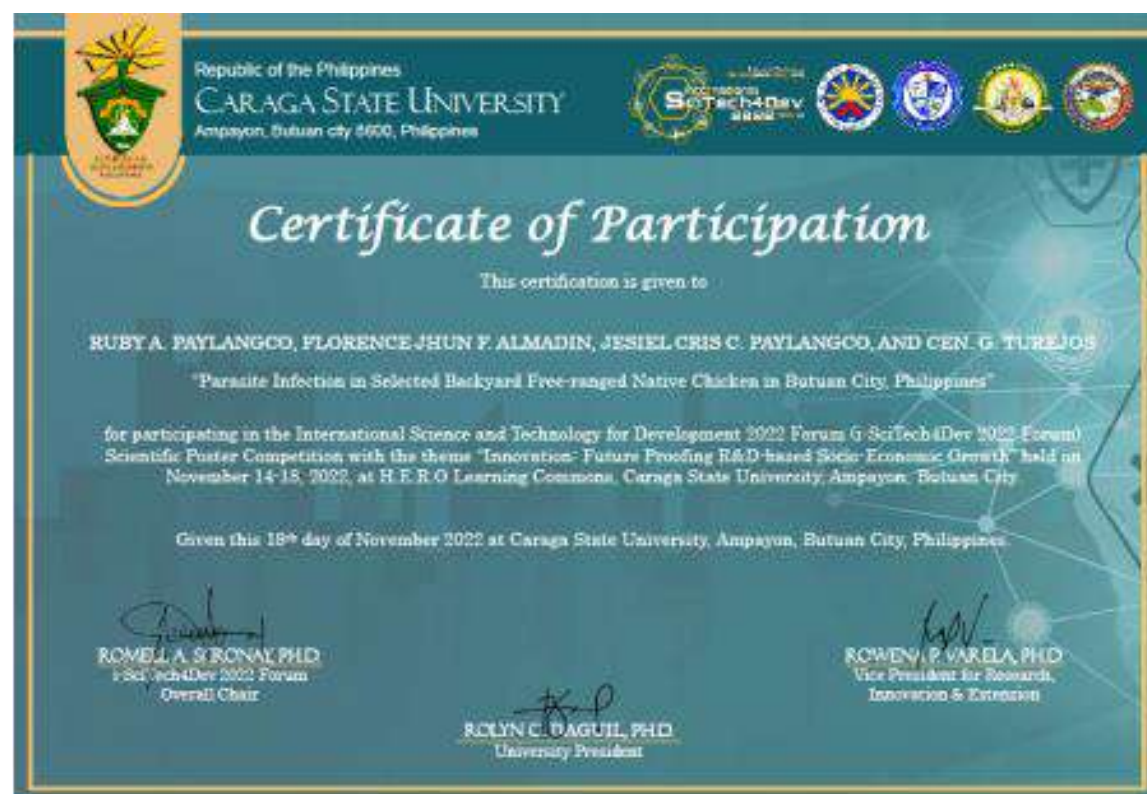 Republic of the Philippines
CARAGA STATE UNIVERSITY
Ampayon, Butuan city 8600, Philippines
International
SciTech4Dev
2022
Certificate of Participation
This certification is given to
RUBY A. PAYLANGCO, FLORENCE JHUN F. ALMADIN, JESIEL CRIS C. PAYLANGCO, AND CEN. G. TUREJOS
"Parasite Infection in Selected Backyard Free-ranged Native Chicken in Butuan City, Philippines"
for participating in the International Science and Technology for Development 2022 Forum (i-SciTech4Dev 2022 Forum)
Scientific Poster Competition with the theme "Innovation: Future Proofing R&D-based Socio-Economic Growth" held on
November 14-18, 2022, at H.E.R.O Learning Commons, Caraga State University, Ampayon, Butuan City
Given this 18th day of November 2022 at Caraga State University, Ampayon, Butuan City, Philippines.
ROMELL A. SERONAY, PH.D.
i-SciTech4Dev 2022 Forum
Overall Chair
ROWENA P. VARELA, PH.D.
Vice President for Research,
Innovation & Extension
ROLYN C. DAGUIL, PH.D.
University President